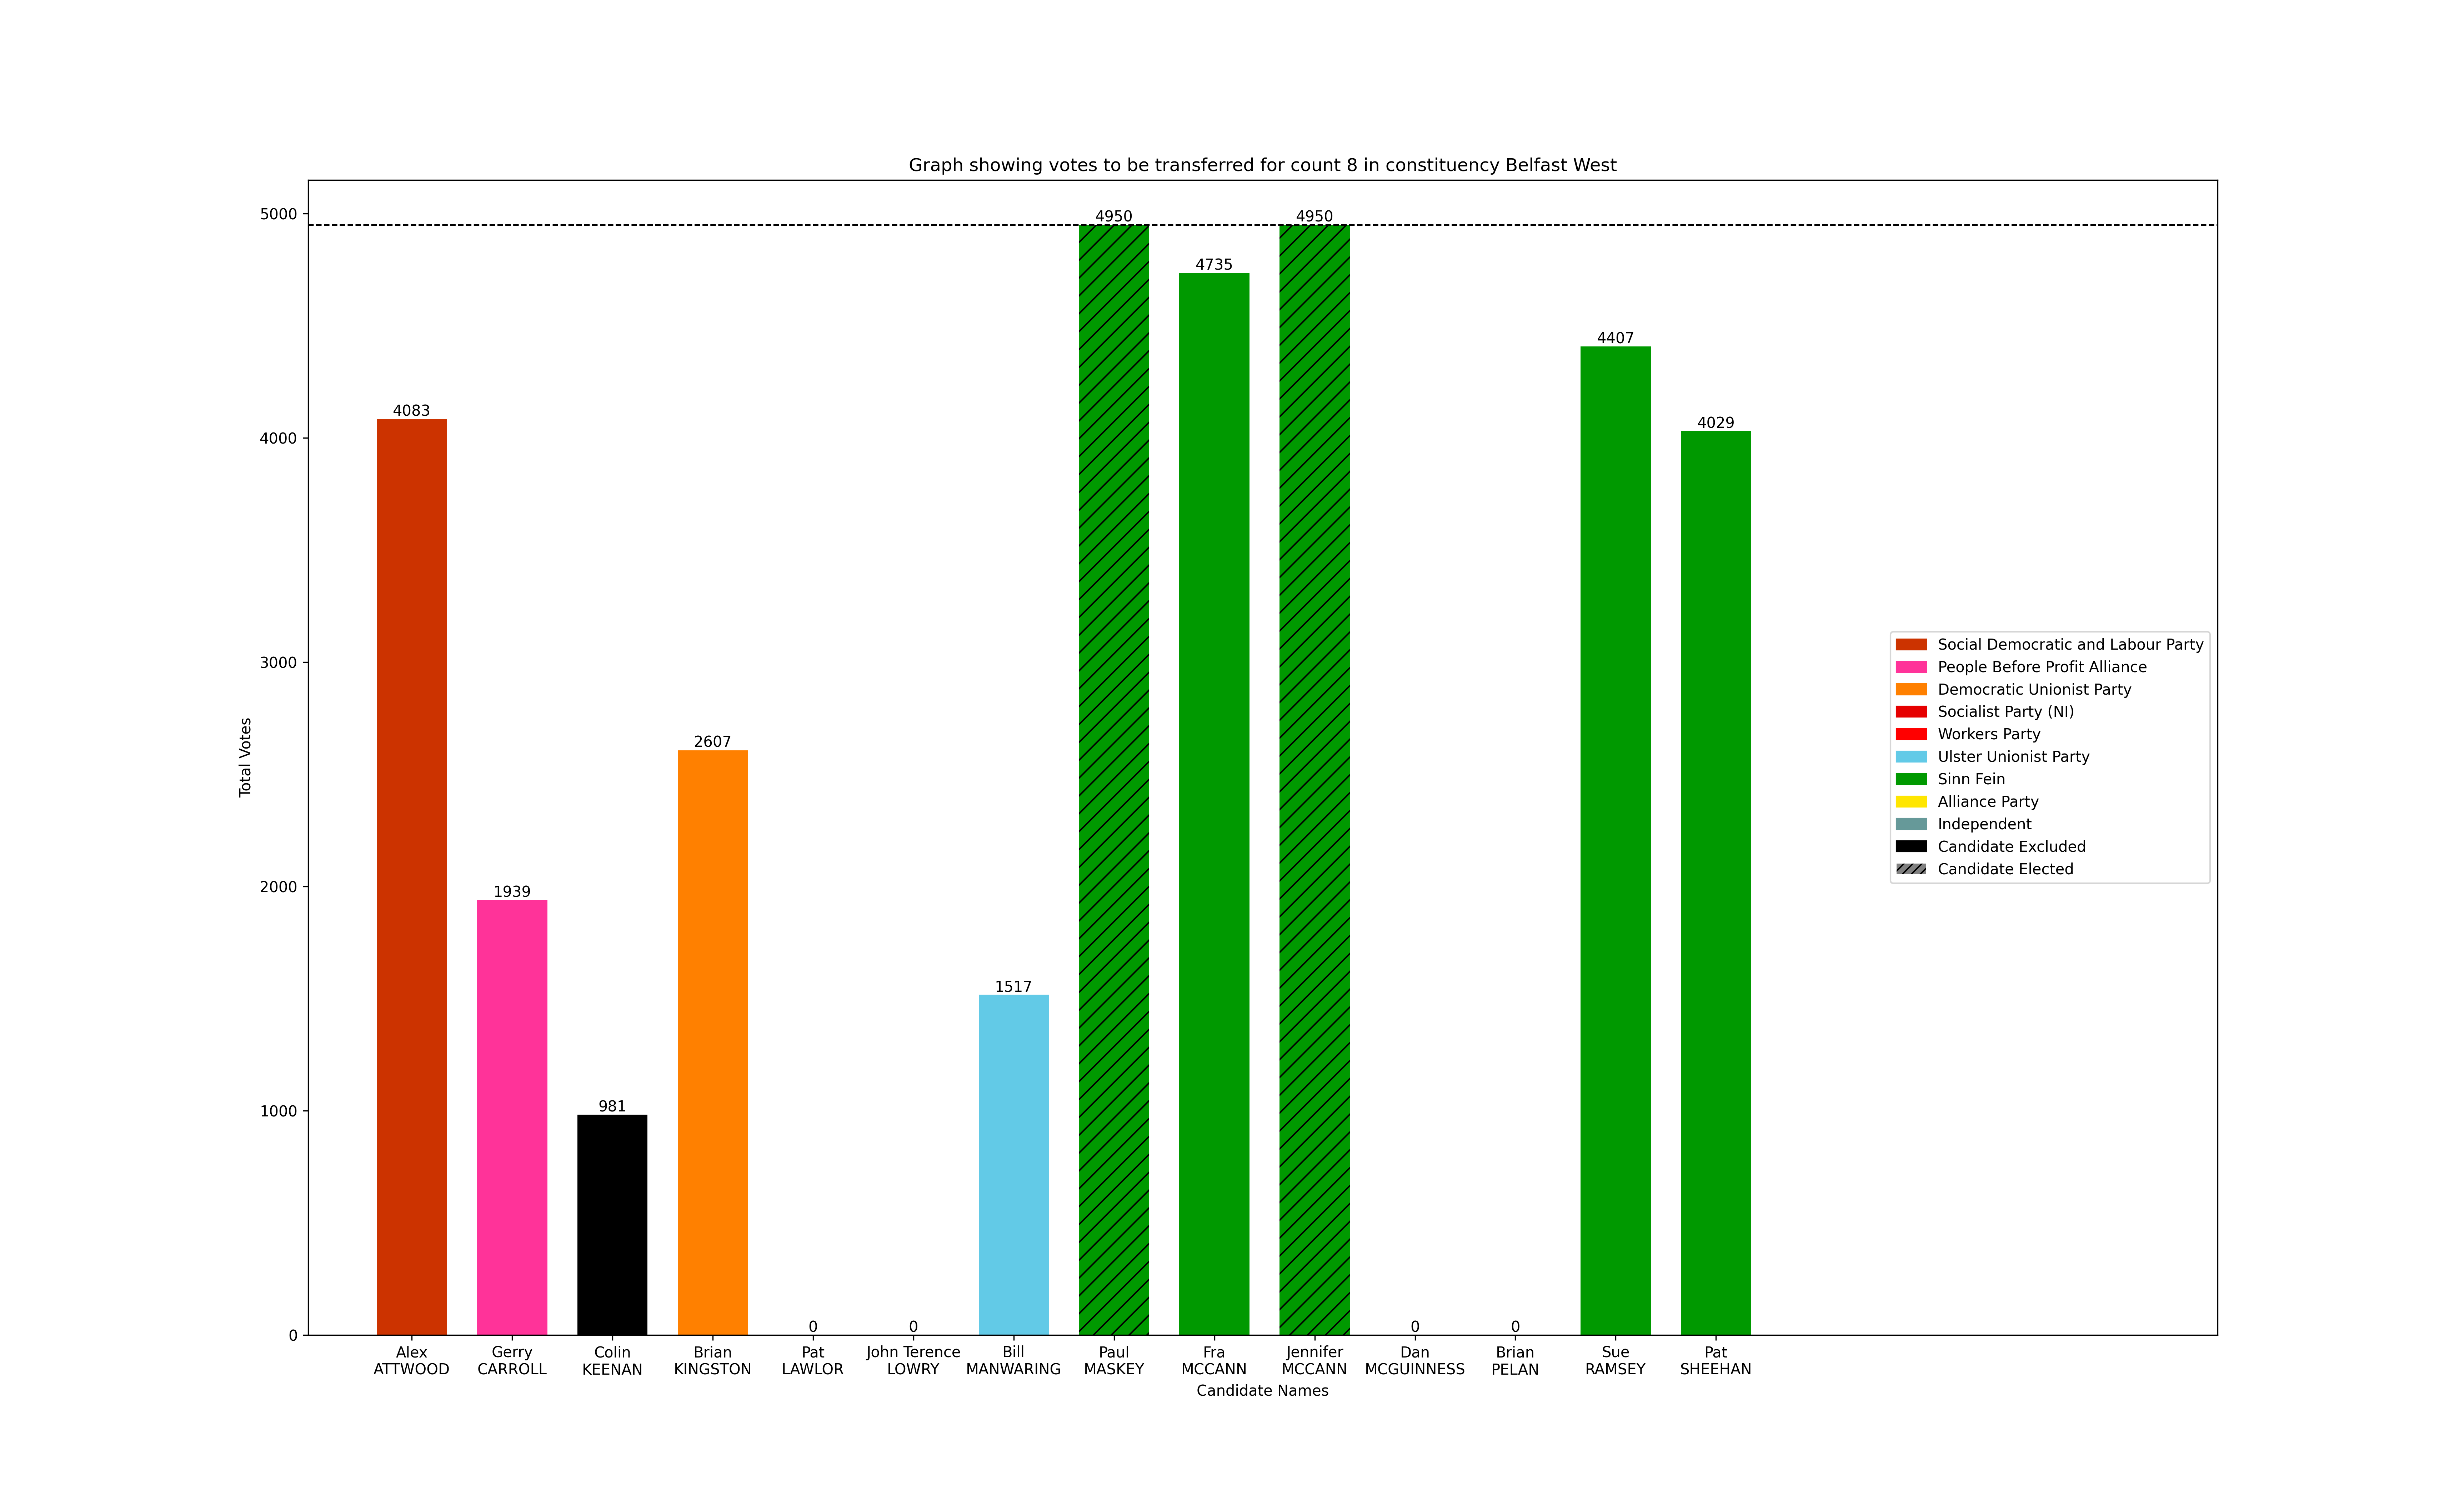 Graph showing votes to be transferred for count 8 in constituency Belfast West
5000
4000
3000
2000
1000
0
Total Votes
4083
1939
981
2607
0
0
1517
4950
4735
4950
0
0
4407
4029
Alex
ATTWOOD
Gerry
CARROLL
Colin
KEENAN
Brian
KINGSTON
Pat
LAWLOR
John Terence
LOWRY
Bill
MANWARING
Paul
MASKEY
Fra
MCCANN
Jennifer
MCCANN
Dan
MCGUINNESS
Brian
PELAN
Sue
RAMSEY
Pat
SHEEHAN
Candidate Names
Social Democratic and Labour Party
People Before Profit Alliance
Democratic Unionist Party
Socialist Party (NI)
Workers Party
Ulster Unionist Party
Sinn Fein
Alliance Party
Independent
Candidate Excluded
Candidate Elected